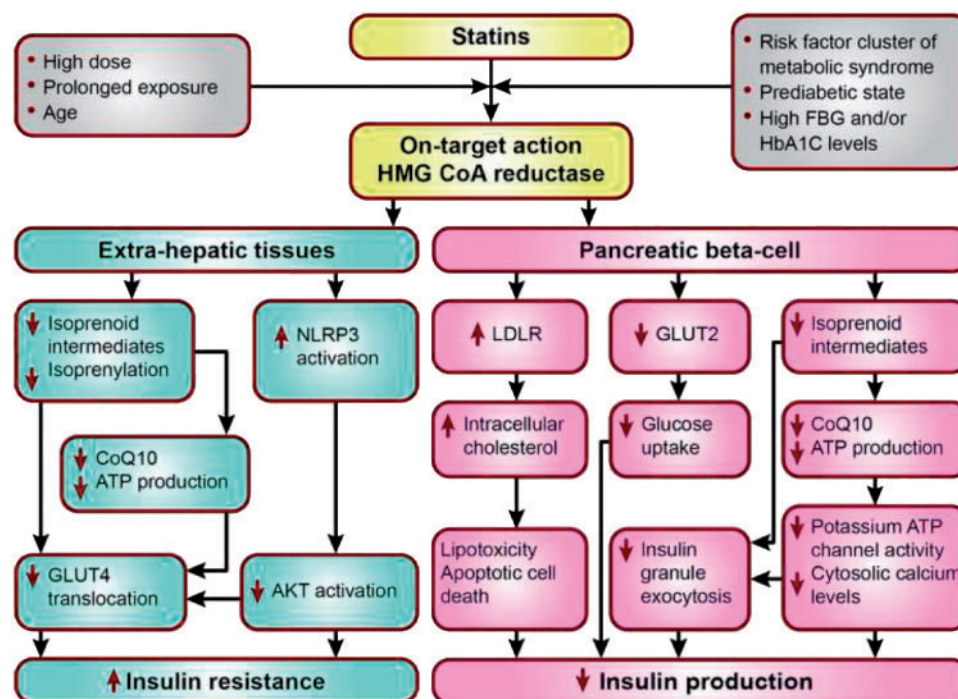 Statins
• High dose
• Prolonged exposure
• Age
• Risk factor cluster of
metabolic syndrome
• Prediabetic state
• High FBG and/or
HbA1C levels
On-target action
HMG CoA reductase
Extra-hepatic tissues
Pancreatic beta-cell
↓ Isoprenoid
intermediates
↓ Isoprenylation
↑ NLRP3
activation
↑ LDLR
↓ GLUT2
↓ Isoprenoid
intermediates
↓ CoQ10
↓ ATP production
↑ Intracellular
cholesterol
↓ Glucose
uptake
↓ CoQ10
↓ ATP production
↓ GLUT4
translocation
↓ AKT activation
Lipotoxicity
Apoptotic cell
death
↓ Insulin
granule
exocytosis
↓ Potassium ATP
channel activity
↓ Cytosolic calcium
levels
↑ Insulin resistance
↓ Insulin production